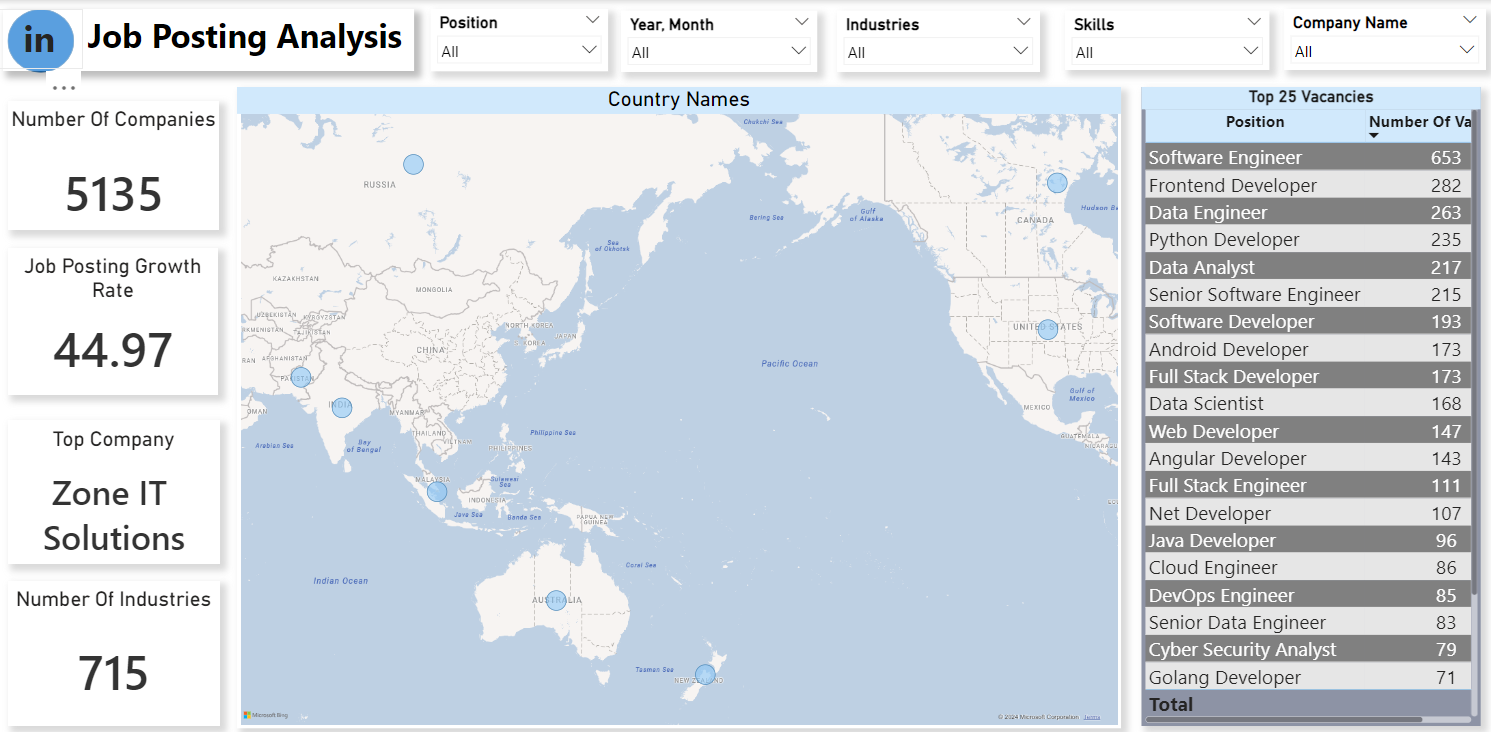 in
Job Posting Analysis
Position
All
Year, Month
All
Industries
All
Skills
All
Company Name
All
Number Of Companies
5135
Job Posting Growth
Rate
44.97
Top Company
Zone IT
Solutions
Number Of Industries
715
Country Names
Chukchi Sea
RUSSIA
CANADA
Hudson B
Bering Sea
Gulf
of Alaska
Sea
of Okhotsk
KAZAKHSTAN
MONGOLIA
UZBEKISTAN
KYRGYZSTAN
TAJIKISTAN
NORTH KOREA
S. KOREA
JAPAN
UNITED STATES
CHINA
AFGHANISTAN
PAKISTAN
Pacific Ocean
INDIA
OMAN
MYANMAR
Gulf of
Mexico
MEXICO
THAILAND
VIETNAM
Philippine Sea
PHILIPPINES
GUATEMALA
NICARAGU
Arabian Sea
Bay
of Bengal
MALAYSIA
Sulawesi
Sea
INDONESIA
Java Sea
Banda Sea
PAPUA NEW
GUINEA
Coral Sea
Indian Ocean
AUSTRALIA
Tasman Sea
NEW ZEALAND
Microsoft Bing
© 2024 Microsoft Corporation Terms
Top 25 Vacancies
Position Number Of Va
Software Engineer 653
Frontend Developer 282
Data Engineer 263
Python Developer 235
Data Analyst 217
Senior Software Engineer 215
Software Developer 193
Android Developer 173
Full Stack Developer 173
Data Scientist 168
Web Developer 147
Angular Developer 143
Full Stack Engineer 111
Net Developer 107
Java Developer 96
Cloud Engineer 86
DevOps Engineer 85
Senior Data Engineer 83
Cyber Security Analyst 79
Golang Developer 71
Total